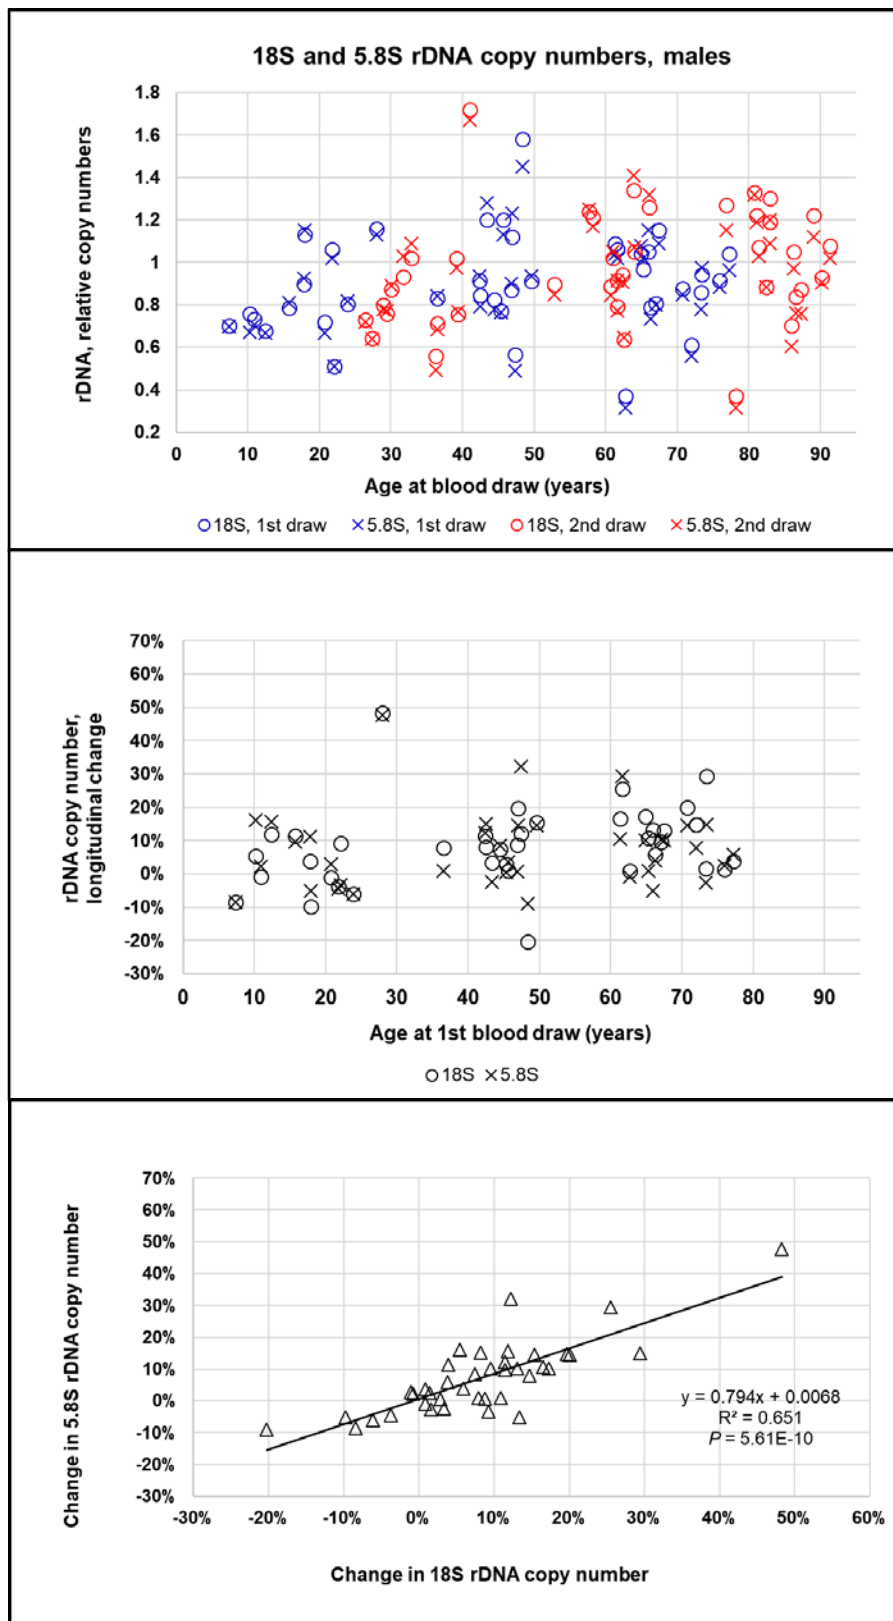 18S and 5.8S rDNA copy numbers, males
rDNA, relative copy numbers
1.8
1.6
1.4
1.2
1
0.8
0.6
0.4
0.2
0 10 20 30 40 50 60 70 80 90
Age at blood draw (years)
18S, 1st draw 5.8S, 1st draw 18S, 2nd draw 5.8S, 2nd draw
rDNA copy number,
longitudinal change
70%
60%
50%
40%
30%
20%
10%
0%
-10%
-20%
-30%
0 10 20 30 40 50 60 70 80 90
Age at 1st blood draw (years)
18S 5.8S
Change in 5.8S rDNA copy number
70%
60%
50%
40%
30%
20%
10%
0%
-10%
-20%
-30%
y = 0.794x + 0.0068
R² = 0.651
P = 5.61E-10
-30% -20% -10% 0% 10% 20% 30% 40% 50% 60%
Change in 18S rDNA copy number